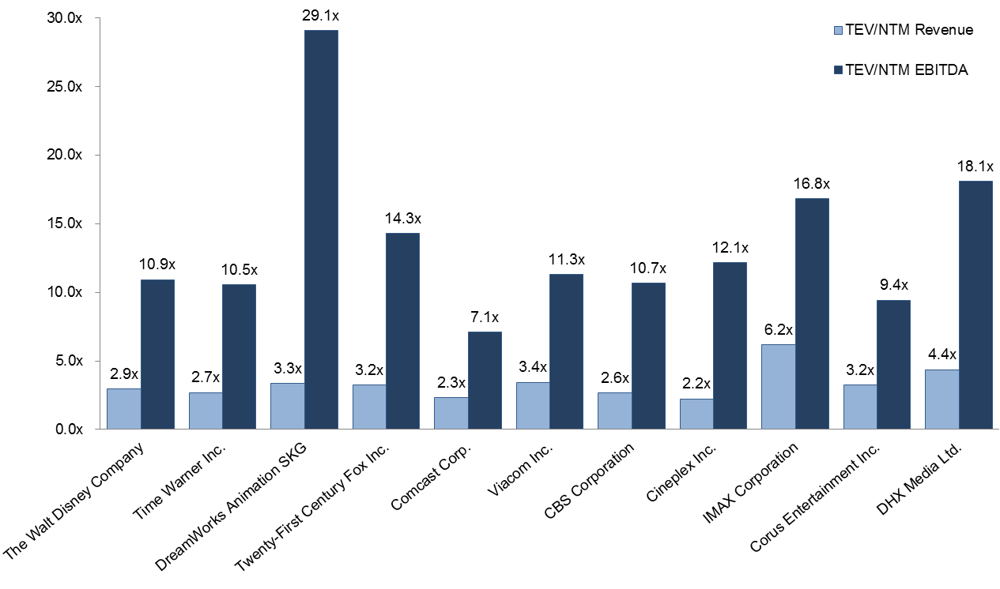 30.0x
25.0x
20.0x
15.0x
10.0x
5.0x
0.0x
TEV/NTM Revenue
TEV/NTM EBITDA
2.9x
10.9x
2.7x
10.5x
3.3x
29.1x
3.2x
14.3x
2.3x
7.1x
3.4x
11.3x
2.6x
10.7x
2.2x
12.1x
6.2x
16.8x
3.2x
9.4x
4.4x
18.1x
The Walt Disney Company
Time Warner Inc.
DreamWorks Animation SKG
Twenty-First Century Fox Inc.
Comcast Corp.
Viacom Inc.
CBS Corporation
Cineplex Inc.
IMAX Corporation
Corus Entertainment Inc.
DHX Media Ltd.